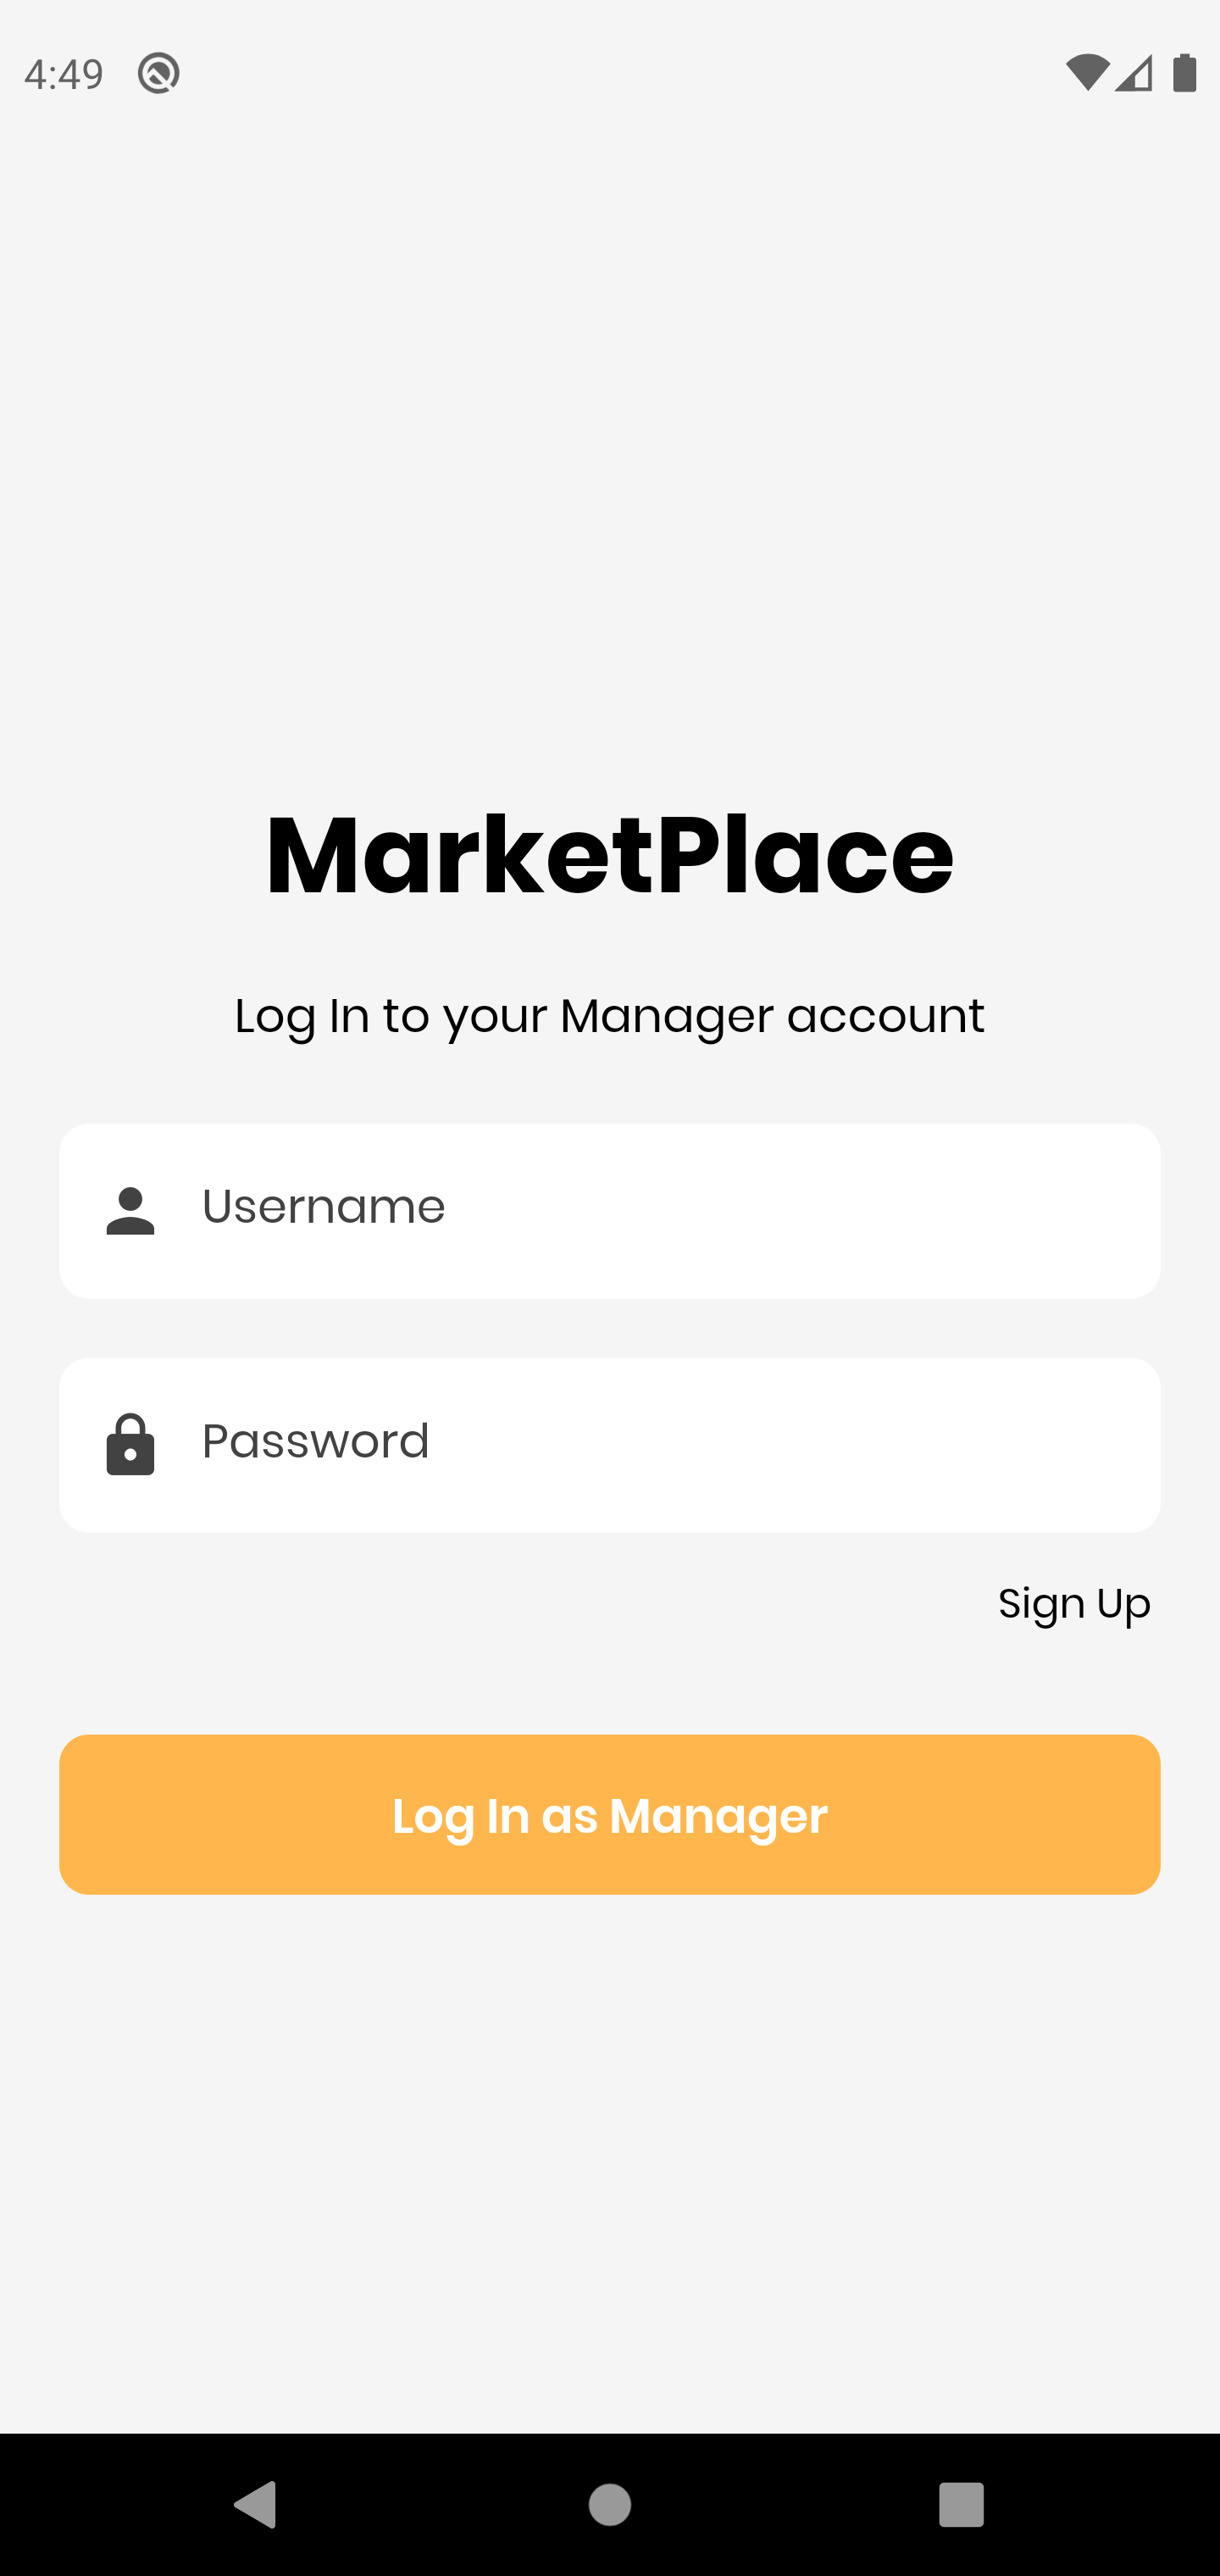 4:49
MarketPlace
Log In to your Manager account
Username
Password
Sign Up
Log In as Manager